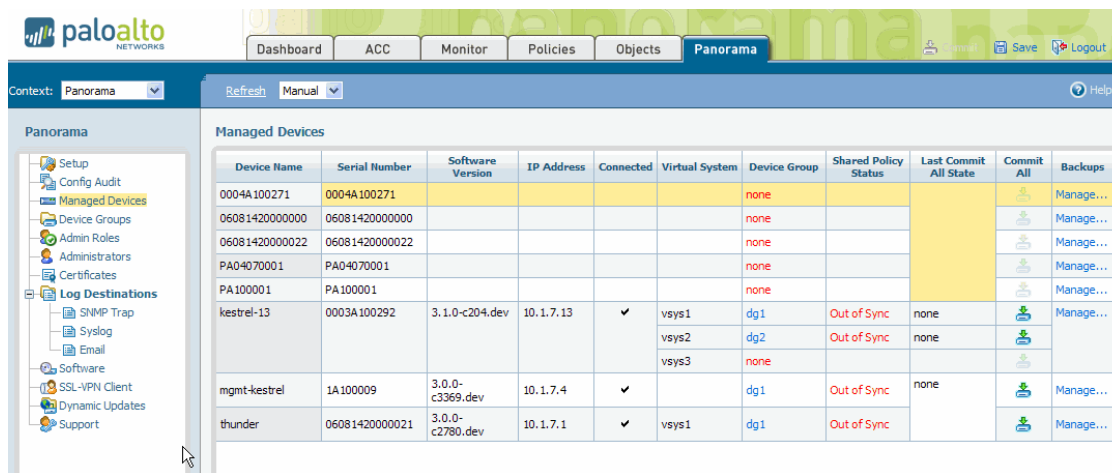 paloalto
NETWORKS
Dashboard ACC Monitor Policies Objects Panorama Save Logout
Context: Panorama Refresh Manual Help
Panorama
Setup
Config Audit
Managed Devices
Device Groups
Admin Roles
Administrators
Certificates
Log Destinations
SNMP Trap
Syslog
Email
Software
SSL-VPN Client
Dynamic Updates
Support
Managed Devices
Device Name Serial Number Software Version IP Address Connected Virtual System Device Group Shared Policy Status Last Commit All State Commit All Backups
0004A100271 0004A100271 none Manage...
06081420000000 06081420000000 none Manage...
06081420000022 06081420000022 none Manage...
PA04070001 PA04070001 none Manage...
PA100001 PA100001 none Manage...
kestrel-13 0003A100292 3.1.0-c204.dev 10.1.7.13 vsys1 dg1 Out of Sync none Manage...
vsys2 dg2 Out of Sync none
vsys3 none
mgmt-kestrel 1A100009 3.0.0-c3369.dev 10.1.7.4 dg1 Out of Sync none Manage...
thunder 06081420000021 3.0.0-c2780.dev 10.1.7.1 vsys1 dg1 Out of Sync Manage...